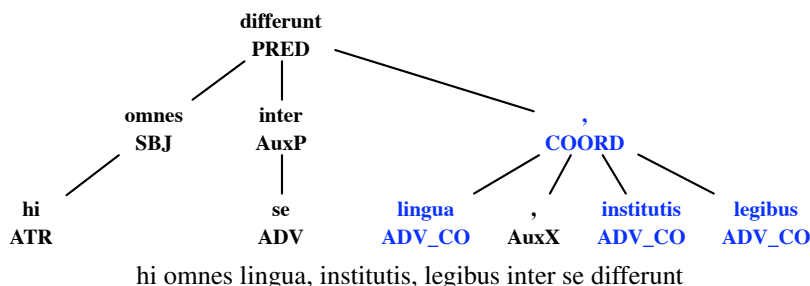 differunt
PRED
omnes inter ,
SBJ AuxP COORD
hi se lingua , institutis legibus
ATR ADV ADV_CO AuxX ADV_CO ADV_CO
hi omnes lingua, institutis, legibus inter se differunt